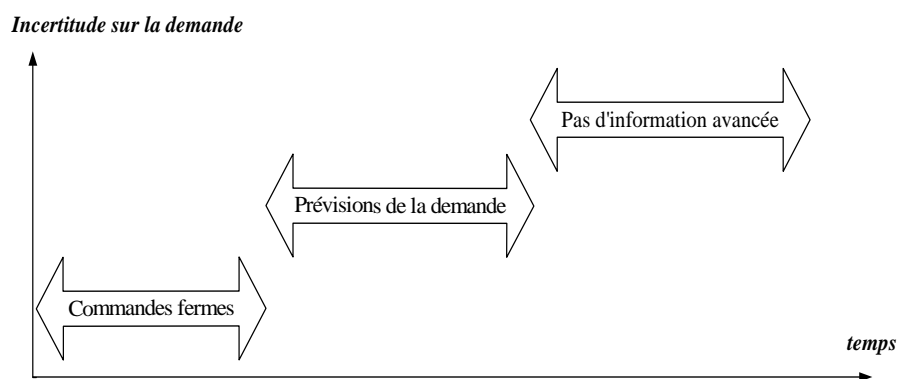 Incertitude sur la demande
Pas d'information avancée
Prévisions de la demande
Commandes fermes
temps